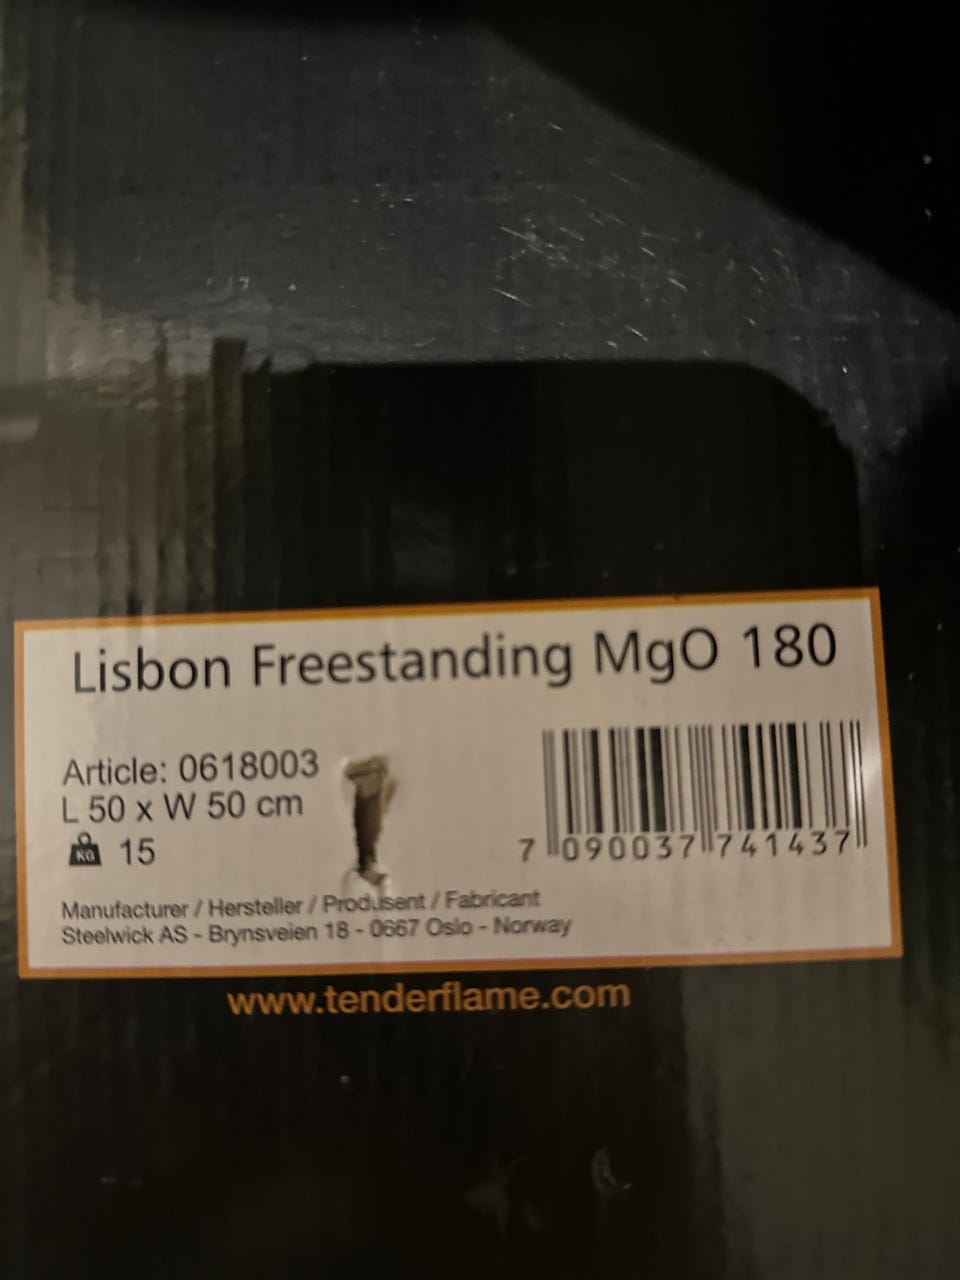 Lisbon Freestanding MgO 180
Article: 0618003
L 50 x W 50 cm
KG 15
7 090037 741437
Manufacturer / Hersteller / Produsent / Fabricant
Steelwick AS - Brynsveien 18 - 0667 Oslo - Norway
www.tenderflame.com